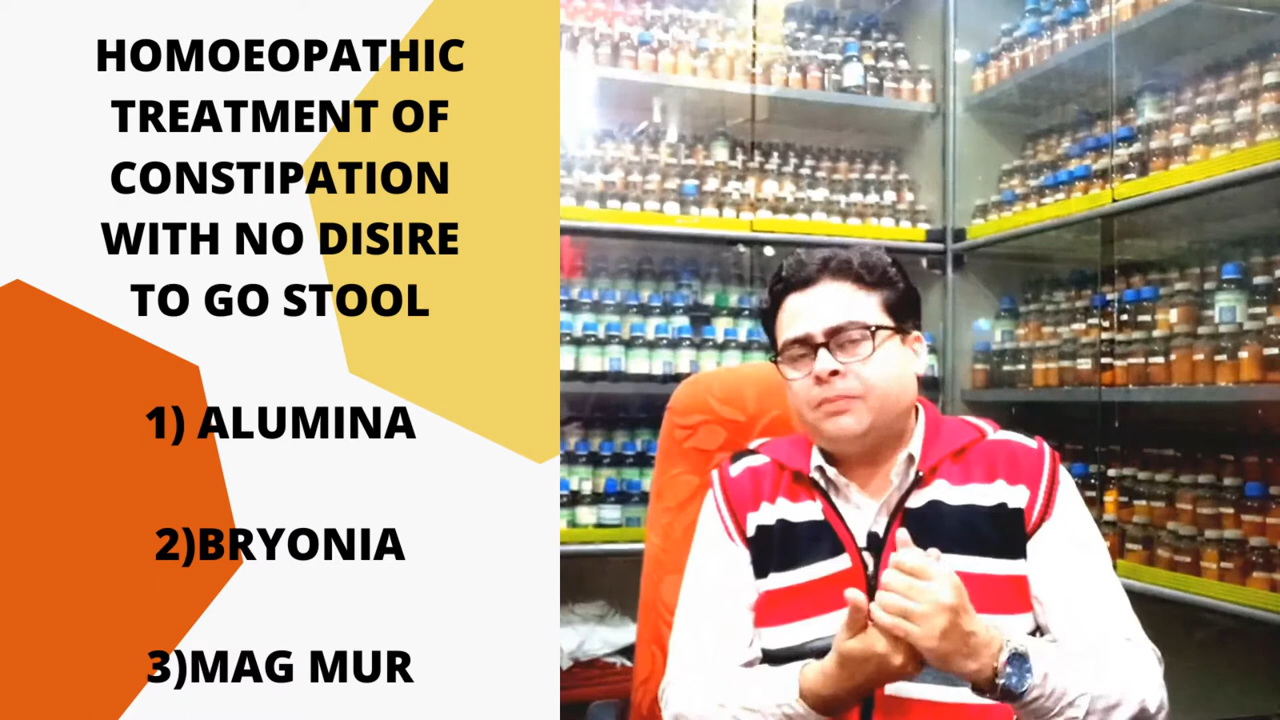 HOMOEOPATHIC
TREATMENT OF
CONSTIPATION
WITH NO DISIRE
TO GO STOOL
1) ALUMINA
2)BRYONIA
3)MAG MUR